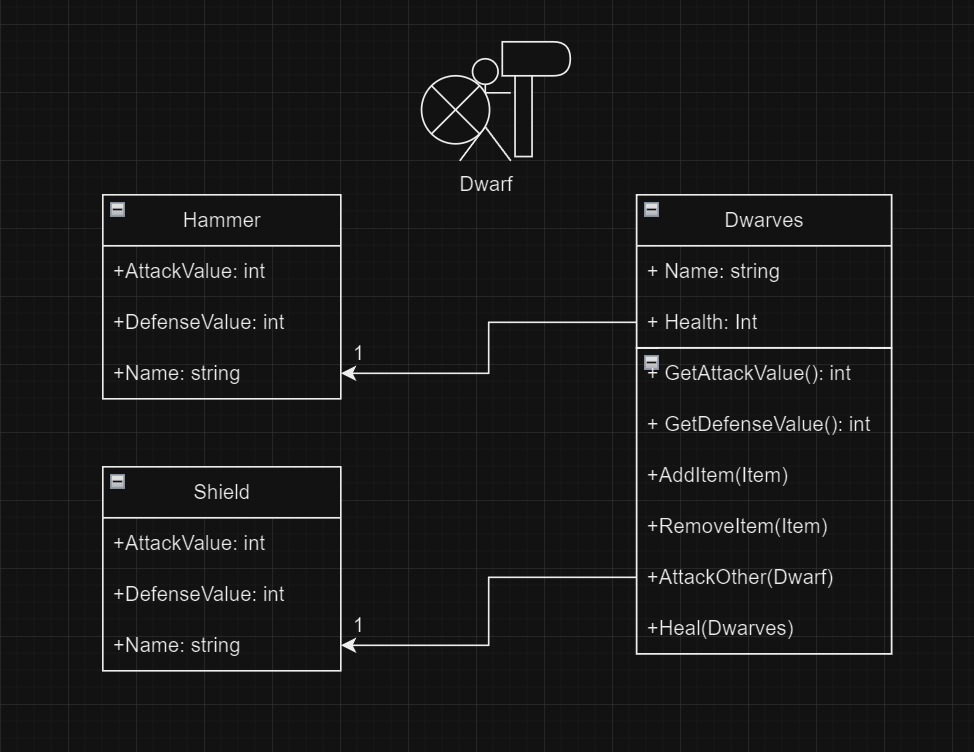 Dwarf
Hammer
+AttackValue: int
+DefenseValue: int
+Name: string
1
Shield
+AttackValue: int
+DefenseValue: int
+Name: string
1
Dwarves
+ Name: string
+ Health: Int
+ GetAttackValue(): int
+ GetDefenseValue(): int
+AddItem(Item)
+RemoveItem(Item)
+AttackOther(Dwarf)
+Heal(Dwarves)